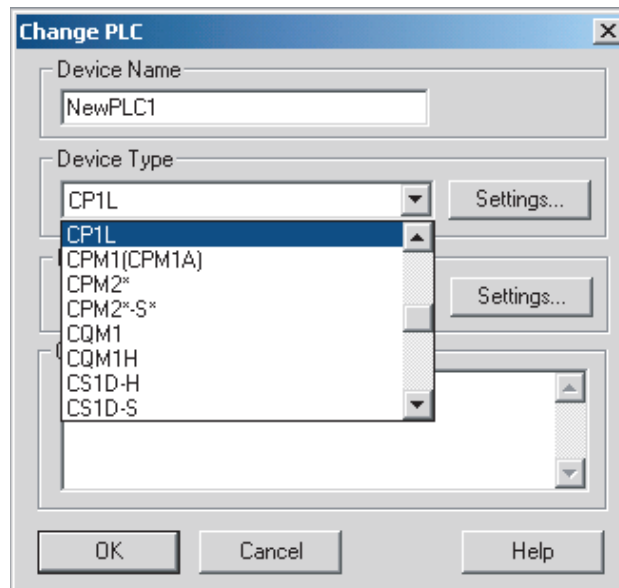 Change PLC
Device Name
NewPLC1
Device Type
CP1L
Settings...
CP1L
CPM1(CPM1A)
CPM2*
CPM2*-S*
CQM1
CQM1H
CS1D-H
CS1D-S
Settings...
OK
Cancel
Help